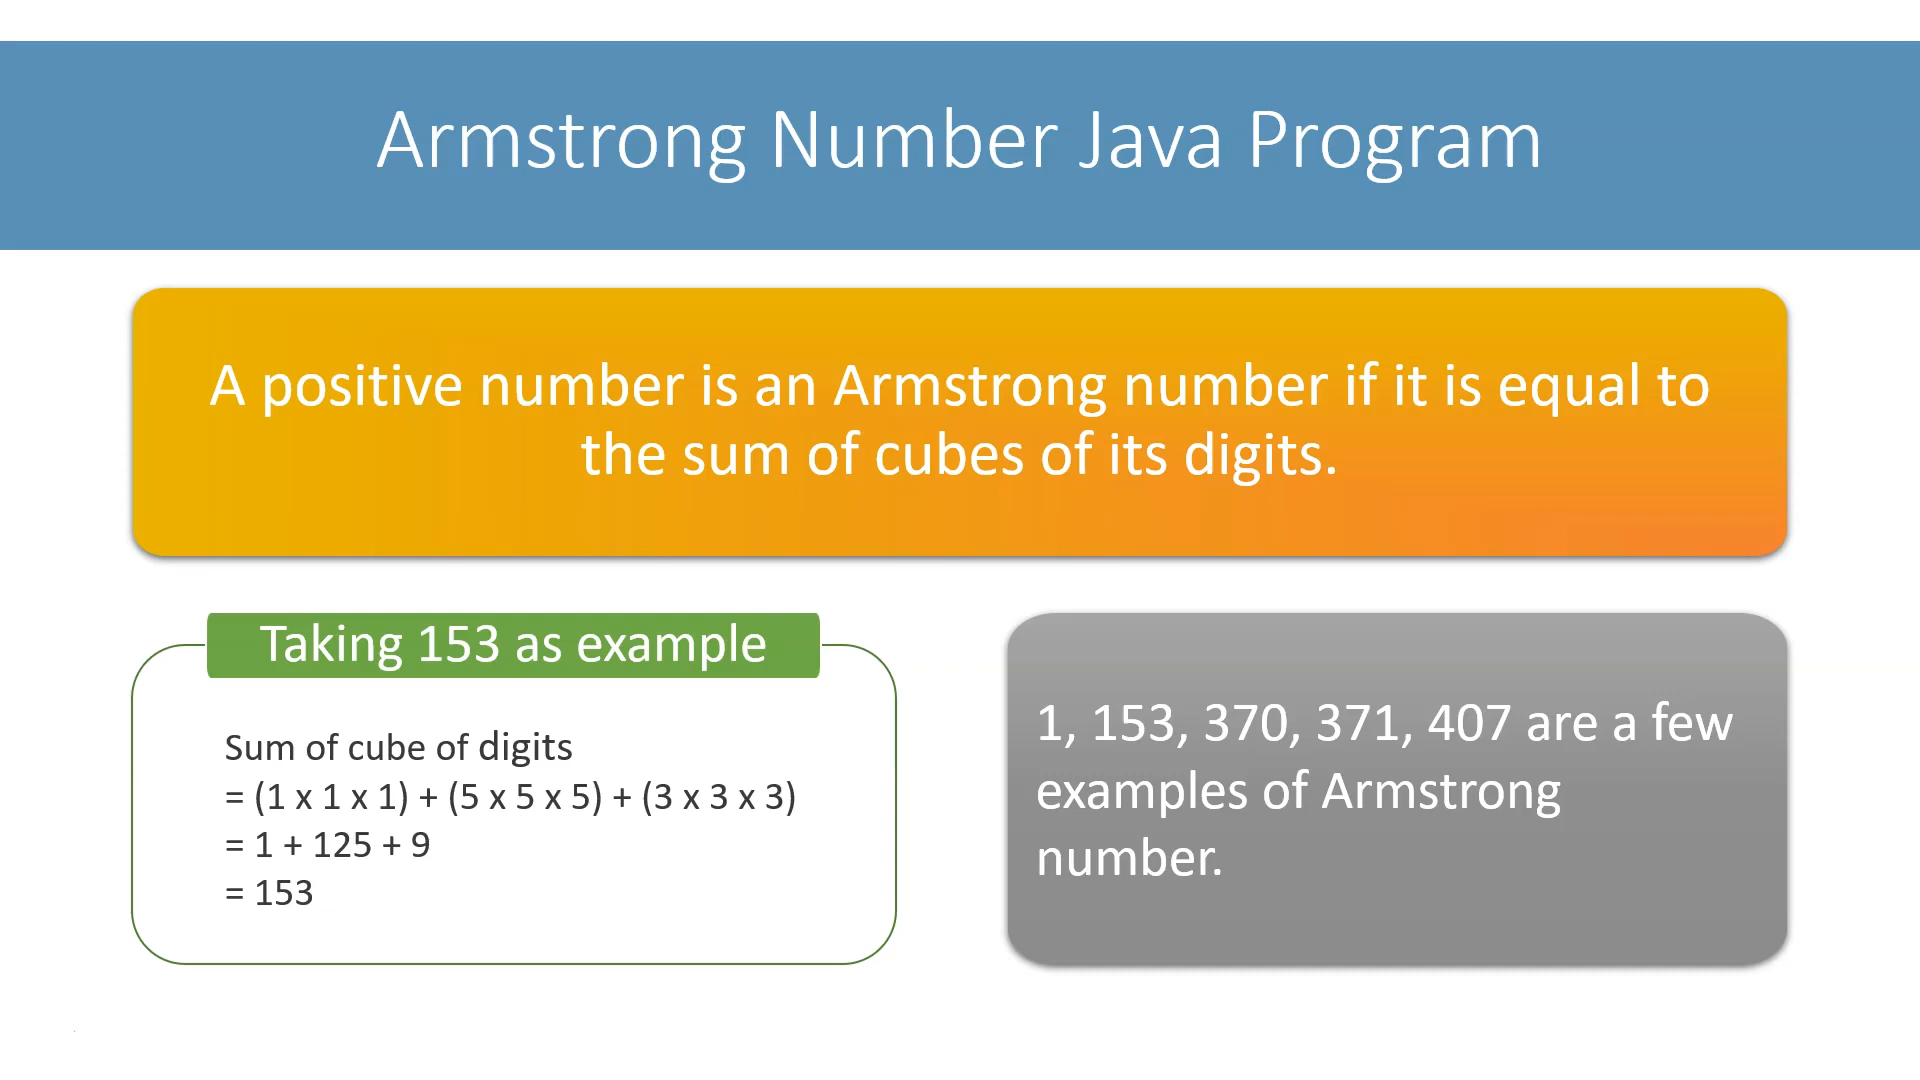 Armstrong Number Java Program
A positive number is an Armstrong number if it is equal to
the sum of cubes of its digits.
Taking 153 as example
Sum of cube of digits
= (1 x 1 x 1) + (5 x 5 x 5) + (3 x 3 x 3)
= 1 + 125 + 9
= 153
1, 153, 370, 371, 407 are a few
examples of Armstrong
number.